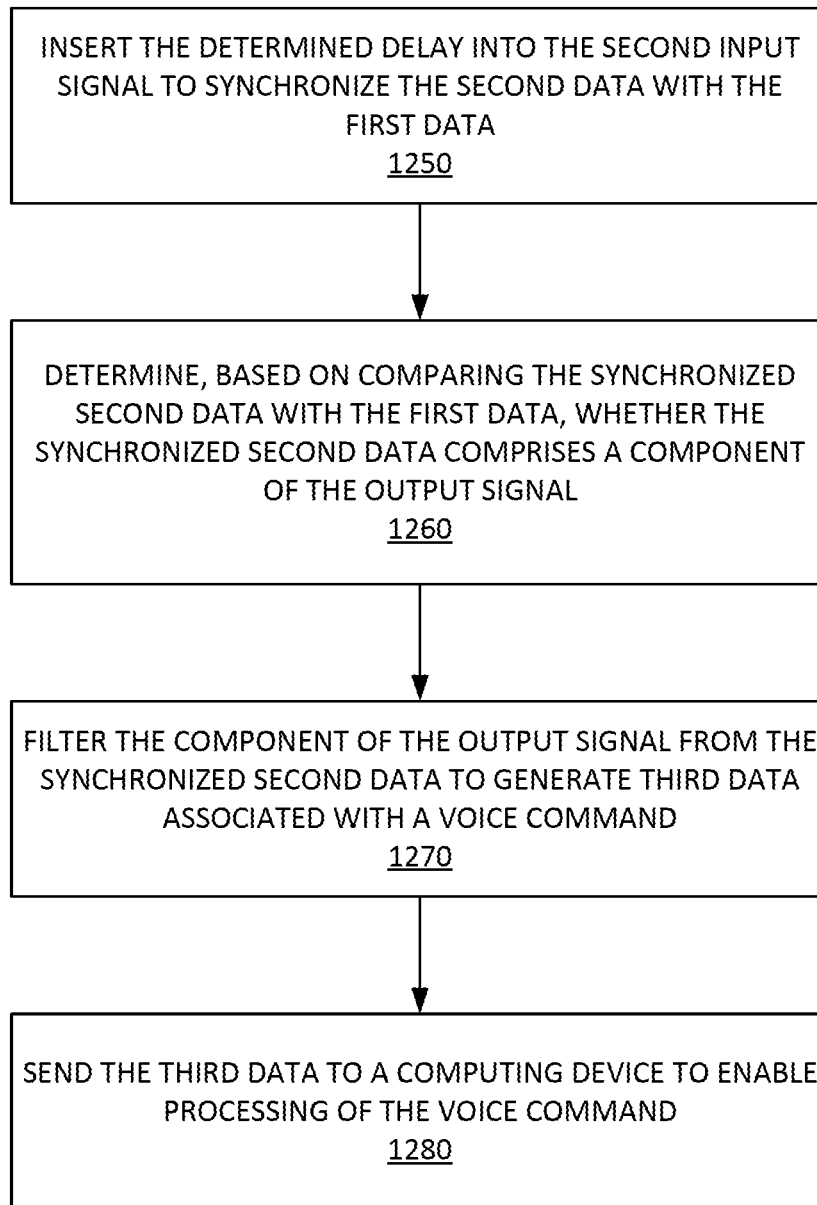 INSERT THE DETERMINED DELAY INTO THE SECOND INPUT
SIGNAL TO SYNCHRONIZE THE SECOND DATA WITH THE
FIRST DATA
1250
DETERMINE, BASED ON COMPARING THE SYNCHRONIZED
SECOND DATA WITH THE FIRST DATA, WHETHER THE
SYNCHRONIZED SECOND DATA COMPRISES A COMPONENT
OF THE OUTPUT SIGNAL
1260
FILTER THE COMPONENT OF THE OUTPUT SIGNAL FROM THE
SYNCHRONIZED SECOND DATA TO GENERATE THIRD DATA
ASSOCIATED WITH A VOICE COMMAND
1270
SEND THE THIRD DATA TO A COMPUTING DEVICE TO ENABLE
PROCESSING OF THE VOICE COMMAND
1280